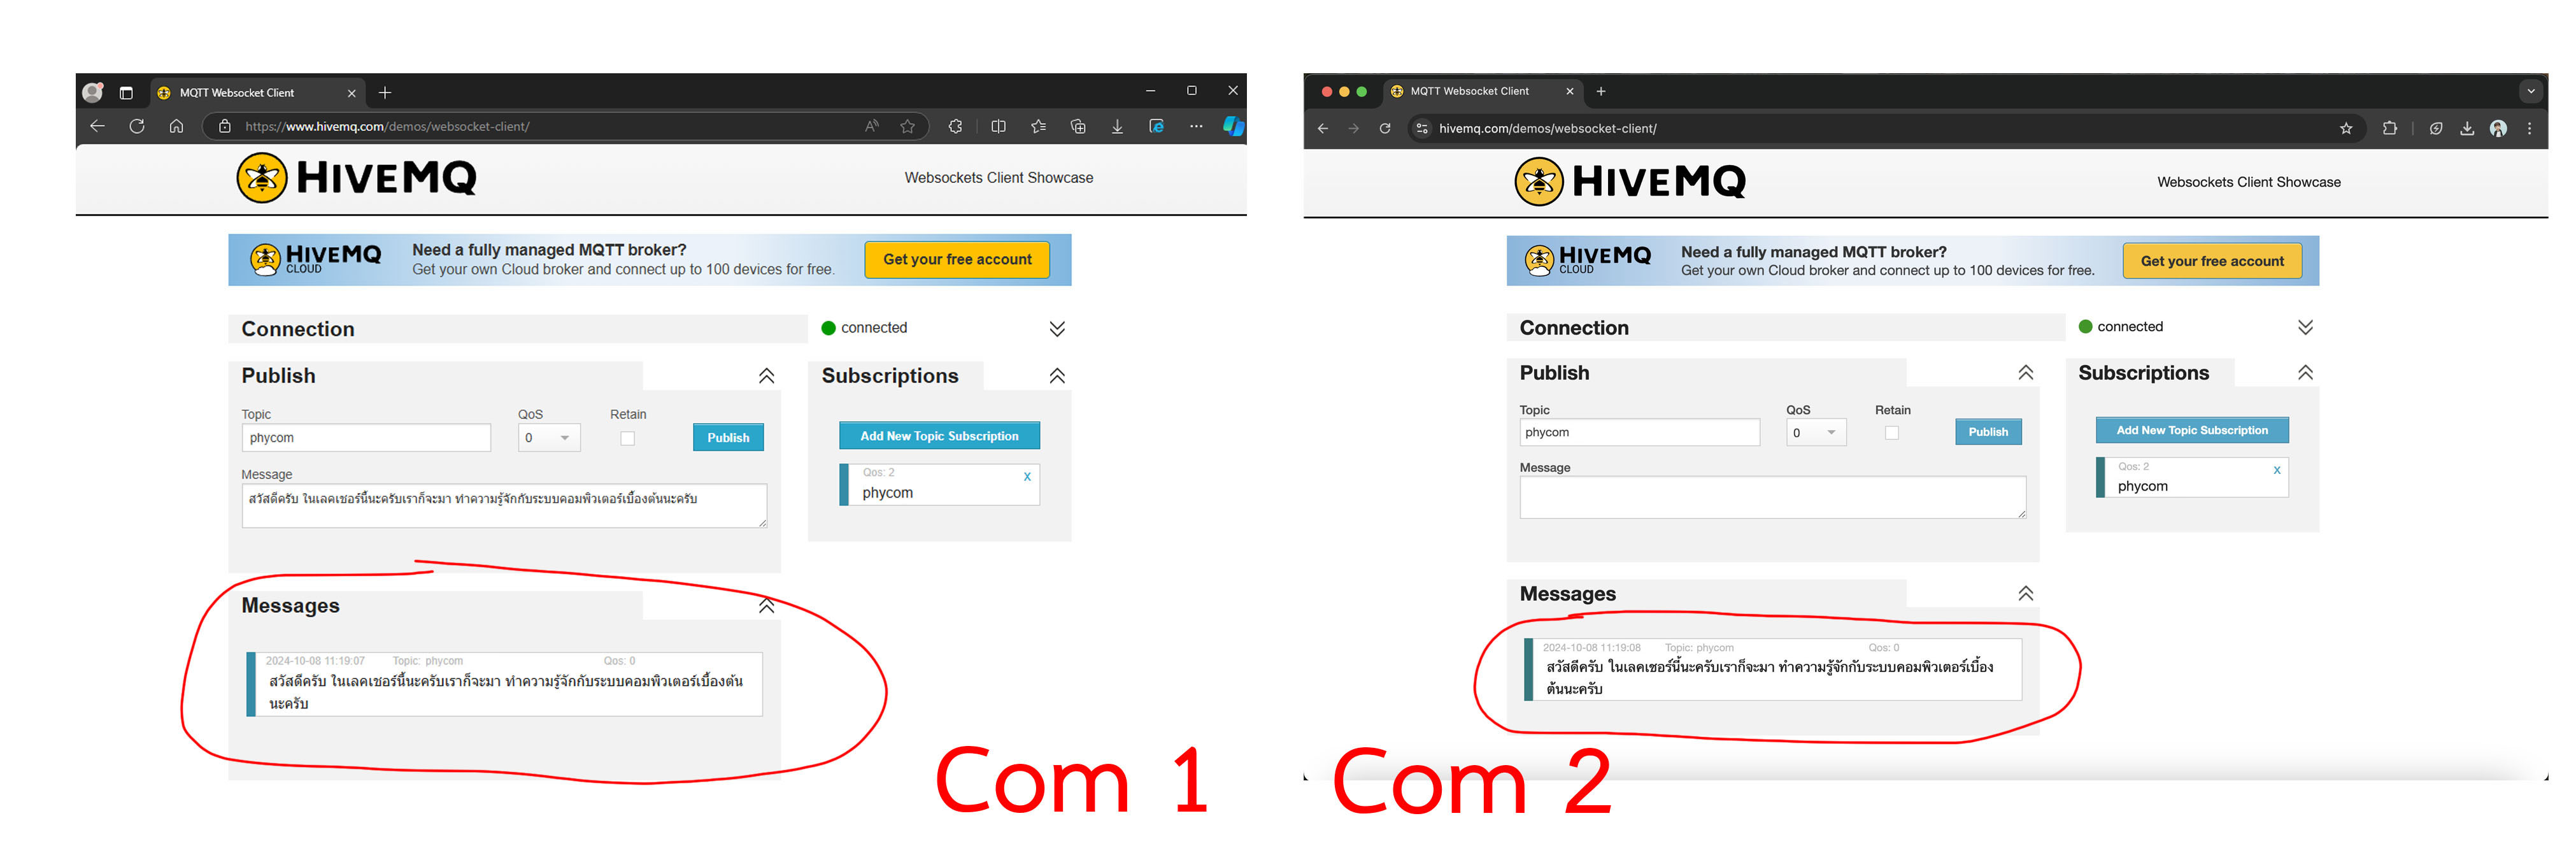 MQTT Websocket Client
https://www.hivemq.com/demos/websocket-client/
HIVEMQ
Websockets Client Showcase
HIVEMQ
CLOUD
Need a fully managed MQTT broker?
Get your own Cloud broker and connect up to 100 devices for free.
Get your free account
Connection
connected
Publish
Subscriptions
Topic
QoS
Retain
phycom
0
Publish
Add New Topic Subscription
Qos: 2
x
phycom
Message
สวัสดีครับ ในเลคเชอร์นี้นะครับเราก็จะมา ทำความรู้จักกับระบบคอมพิวเตอร์เบื้องต้นนะครับ
Messages
2024-10-08 11:19:07 Topic: phycom Qos: 0
สวัสดีครับ ในเลคเชอร์นี้นะครับเราก็จะมา ทำความรู้จักกับระบบคอมพิวเตอร์เบื้องต้น
นะครับ
Com 1
MQTT Websocket Client
hivemq.com/demos/websocket-client/
HIVEMQ
Websockets Client Showcase
HIVEMQ
CLOUD
Need a fully managed MQTT broker?
Get your own Cloud broker and connect up to 100 devices for free.
Get your free account
Connection
connected
Publish
Subscriptions
Topic
QoS
Retain
phycom
0
Publish
Add New Topic Subscription
Qos: 2
x
phycom
Message
Messages
2024-10-08 11:19:08 Topic: phycom Qos: 0
สวัสดีครับ ในเลคเชอร์นี้นะครับเราก็จะมา ทำความรู้จักกับระบบคอมพิวเตอร์เบื้อง
ต้นนะครับ
Com 2